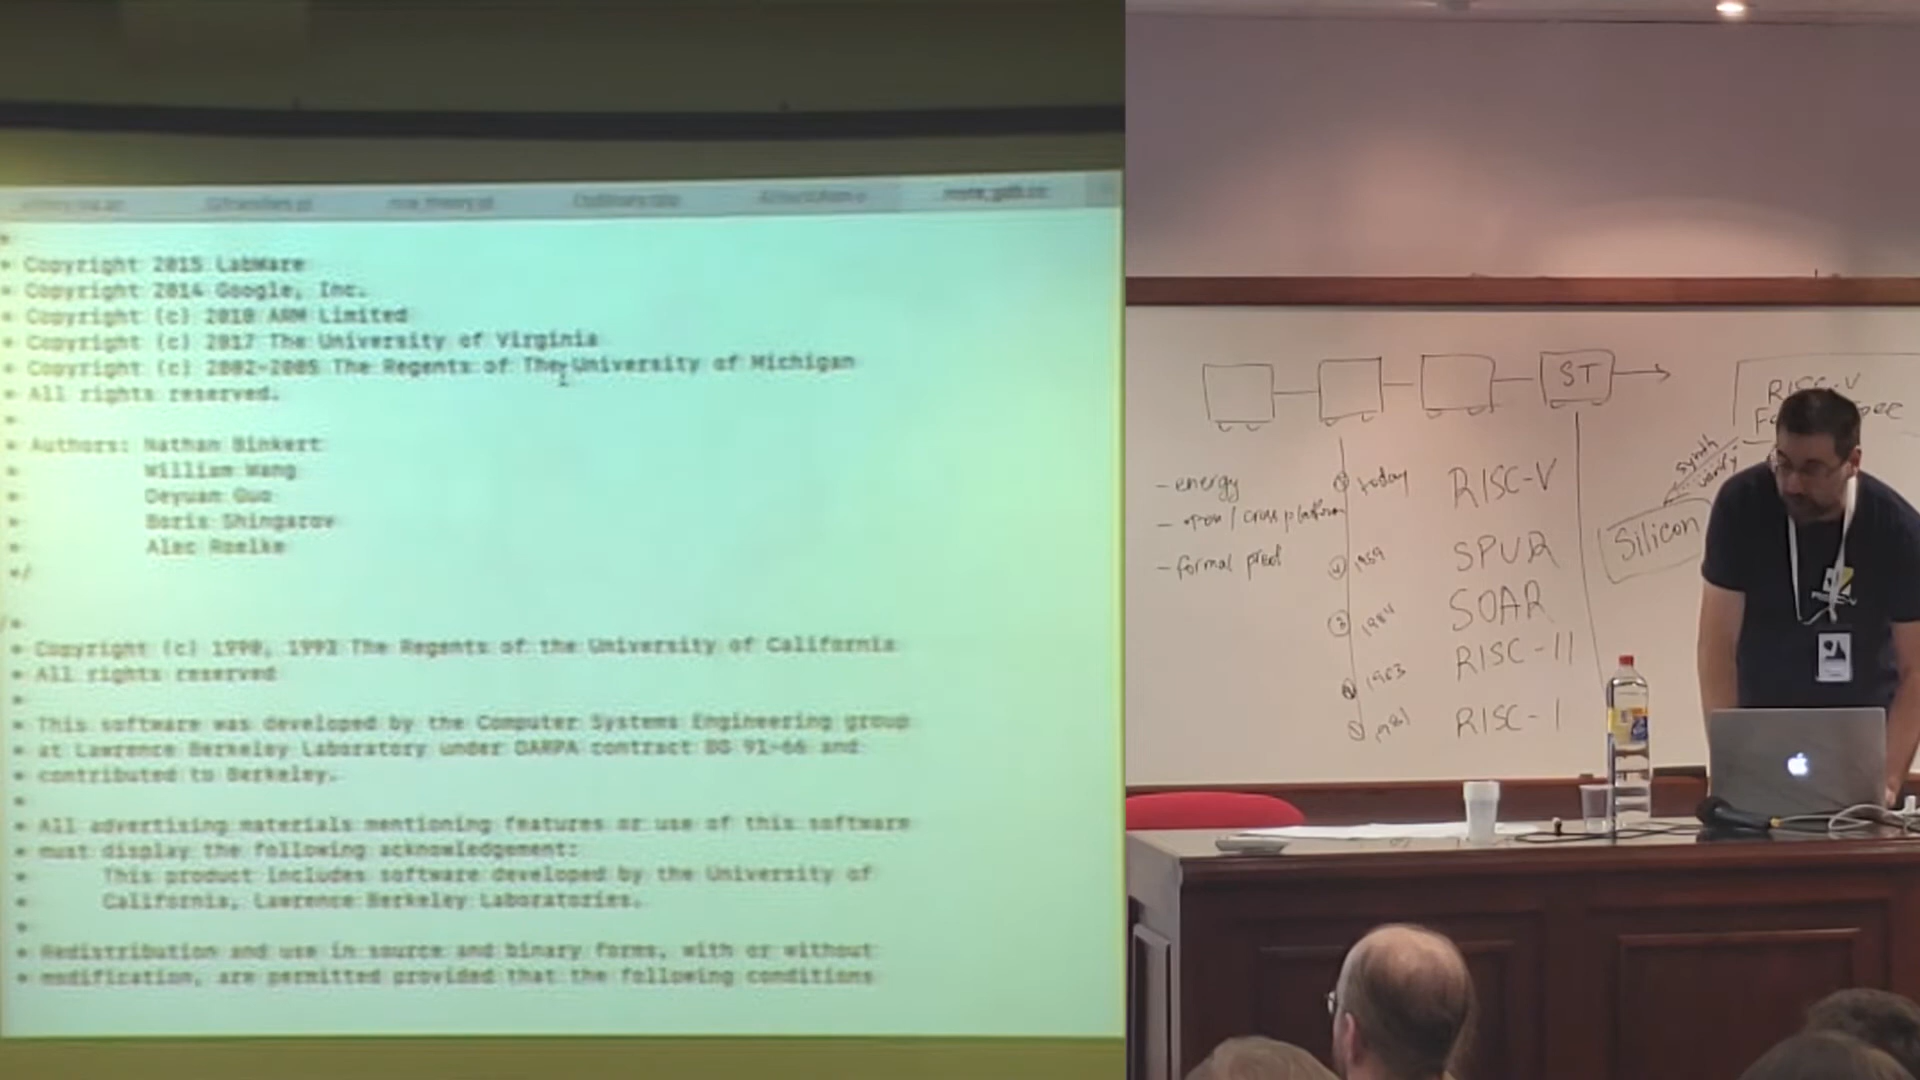 * Copyright 2015 LabWare
* Copyright 2014 Google, Inc.
* Copyright (c) 2010 ARM Limited
* Copyright (c) 2017 The University of Virginia
* Copyright (c) 2002-2005 The Regents of The University of Michigan
* All rights reserved.
*
* Authors: Nathan Binkert
* William Wang
* Deyuan Guo
* Boris Shingarov
* Alec Roelke
*/
/*
* Copyright (c) 1990, 1993 The Regents of the University of California
* All rights reserved
*
* This software was developed by the Computer Systems Engineering group
* at Lawrence Berkeley Laboratory under DARPA contract BG 91-66 and
* contributed to Berkeley.
*
* All advertising materials mentioning features or use of this software
* must display the following acknowledgement:
* This product includes software developed by the University of
* California, Lawrence Berkeley Laboratories.
*
* Redistribution and use in source and binary forms, with or without
* modification, are permitted provided that the following conditions
ST
RISC-V
- energy
- open / cross platform
- formal proof
today RISC-V
SPUR
1984 SOAR
1983 RISC-II
1981 RISC-I
synth
verify
Silicon